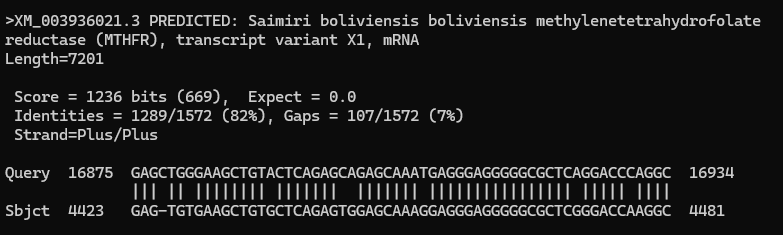 >XM_003936021.3 PREDICTED: Saimiri boliviensis boliviensis methylenetetrahydrofolate
reductase (MTHFR), transcript variant X1, mRNA
Length=7201
 Score = 1236 bits (669),  Expect = 0.0
 Identities = 1289/1572 (82%), Gaps = 107/1572 (7%)
 Strand=Plus/Plus
Query  16875  GAGCTGGGAAGCTGTACTCAGAGCAGAGCAAATGAGGGAGGGGGCGCTCAGGACCCAGGC  16934
              ||| || |||||||| |||||||  ||||||| |||||||||||||||| ||||| ||||
Sbjct  4423   GAG-TGTGAAGCTGTGCTCAGAGTGGAGCAAAGGAGGGAGGGGGCGCTCGGGACCAAGGC  4481